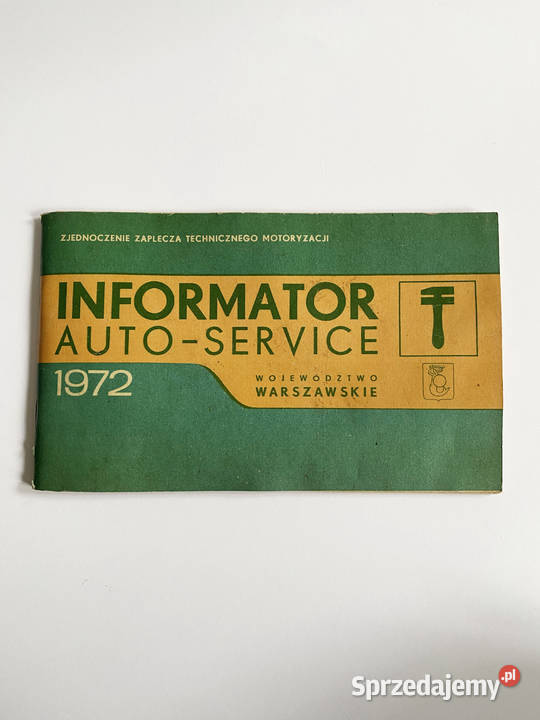 ZJEDNOCZENIE ZAPLECZA TECHNICZNEGO MOTORYZACJI
INFORMATOR
AUTO-SERVICE
1972
WOJEWÓDZTWO
WARSZAWSKIE
Sprzedajemy.pl